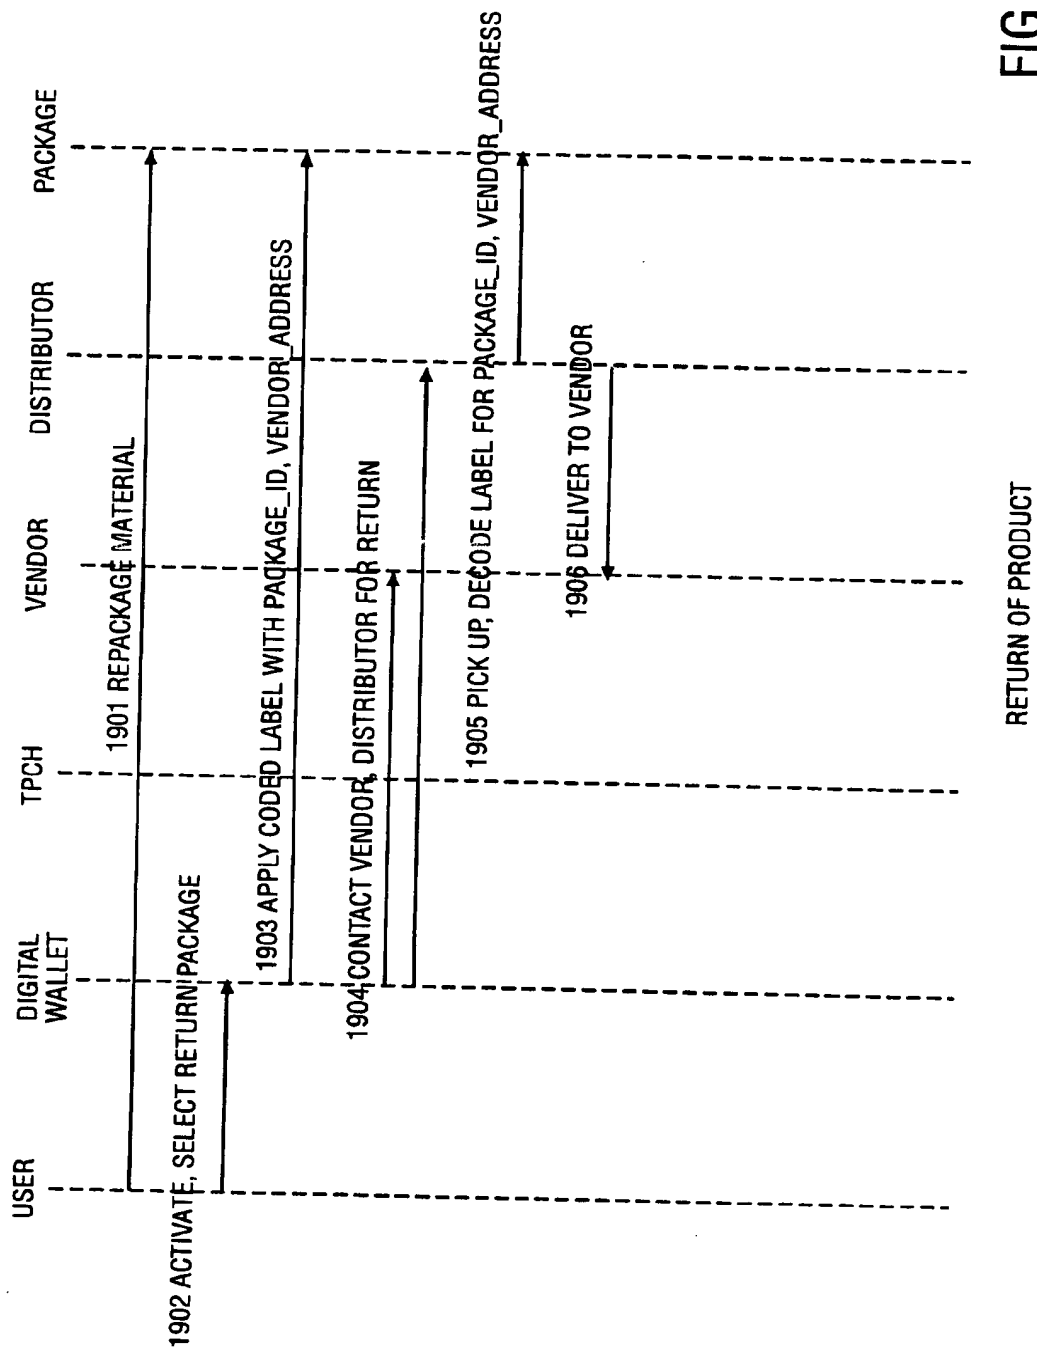 USER
DIGITAL
WALLET
TPCH
VENDOR
DISTRIBUTOR
PACKAGE
1901 REPACKAGE MATERIAL
1902 ACTIVATE, SELECT RETURN PACKAGE
1903 APPLY CODED LABEL WITH PACKAGE_ID, VENDOR_ADDRESS
1904 CONTACT VENDOR, DISTRIBUTOR FOR RETURN
1905 PICK UP, DECODE LABEL FOR PACKAGE_ID, VENDOR_ADDRESS
1906 DELIVER TO VENDOR
RETURN OF PRODUCT
FIG